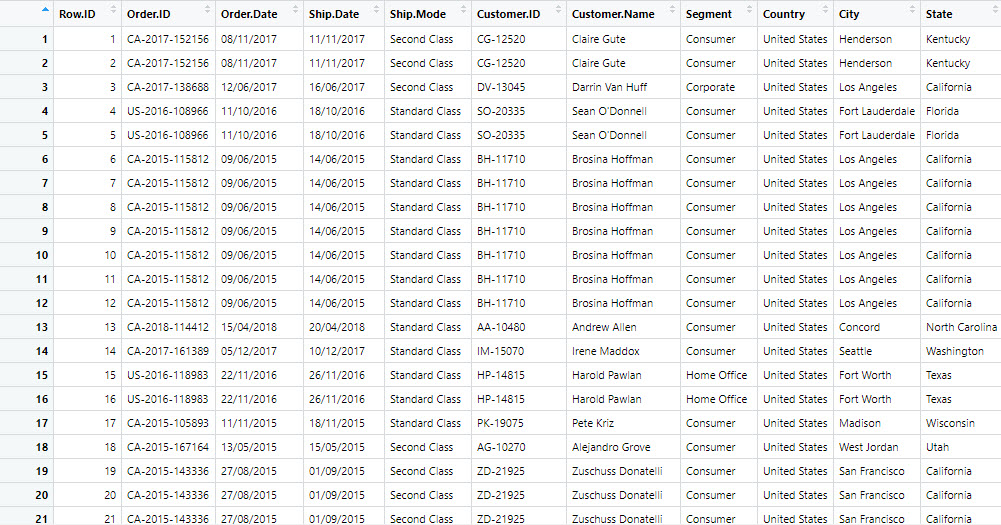 Row.ID Order.ID Order.Date Ship.Date Ship.Mode Customer.ID Customer.Name Segment Country City State
1 1 CA-2017-152156 08/11/2017 11/11/2017 Second Class CG-12520 Claire Gute Consumer United States Henderson Kentucky
2 2 CA-2017-152156 08/11/2017 11/11/2017 Second Class CG-12520 Claire Gute Consumer United States Henderson Kentucky
3 3 CA-2017-138688 12/06/2017 16/06/2017 Second Class DV-13045 Darrin Van Huff Corporate United States Los Angeles California
4 4 US-2016-108966 11/10/2016 18/10/2016 Standard Class SO-20335 Sean O'Donnell Consumer United States Fort Lauderdale Florida
5 5 US-2016-108966 11/10/2016 18/10/2016 Standard Class SO-20335 Sean O'Donnell Consumer United States Fort Lauderdale Florida
6 6 CA-2015-115812 09/06/2015 14/06/2015 Standard Class BH-11710 Brosina Hoffman Consumer United States Los Angeles California
7 7 CA-2015-115812 09/06/2015 14/06/2015 Standard Class BH-11710 Brosina Hoffman Consumer United States Los Angeles California
8 8 CA-2015-115812 09/06/2015 14/06/2015 Standard Class BH-11710 Brosina Hoffman Consumer United States Los Angeles California
9 9 CA-2015-115812 09/06/2015 14/06/2015 Standard Class BH-11710 Brosina Hoffman Consumer United States Los Angeles California
10 10 CA-2015-115812 09/06/2015 14/06/2015 Standard Class BH-11710 Brosina Hoffman Consumer United States Los Angeles California
11 11 CA-2015-115812 09/06/2015 14/06/2015 Standard Class BH-11710 Brosina Hoffman Consumer United States Los Angeles California
12 12 CA-2015-115812 09/06/2015 14/06/2015 Standard Class BH-11710 Brosina Hoffman Consumer United States Los Angeles California
13 13 CA-2018-114412 15/04/2018 20/04/2018 Standard Class AA-10480 Andrew Allen Consumer United States Concord North Carolina
14 14 CA-2017-161389 05/12/2017 10/12/2017 Standard Class IM-15070 Irene Maddox Consumer United States Seattle Washington
15 15 US-2016-118983 22/11/2016 26/11/2016 Standard Class HP-14815 Harold Pawlan Home Office United States Fort Worth Texas
16 16 US-2016-118983 22/11/2016 26/11/2016 Standard Class HP-14815 Harold Pawlan Home Office United States Fort Worth Texas
17 17 CA-2015-105893 11/11/2015 18/11/2015 Standard Class PK-19075 Pete Kriz Consumer United States Madison Wisconsin
18 18 CA-2015-167164 13/05/2015 15/05/2015 Second Class AG-10270 Alejandro Grove Consumer United States West Jordan Utah
19 19 CA-2015-143336 27/08/2015 01/09/2015 Second Class ZD-21925 Zuschuss Donatelli Consumer United States San Francisco California
20 20 CA-2015-143336 27/08/2015 01/09/2015 Second Class ZD-21925 Zuschuss Donatelli Consumer United States San Francisco California
21 21 CA-2015-143336 27/08/2015 01/09/2015 Second Class ZD-21925 Zuschuss Donatelli Consumer United States San Francisco California